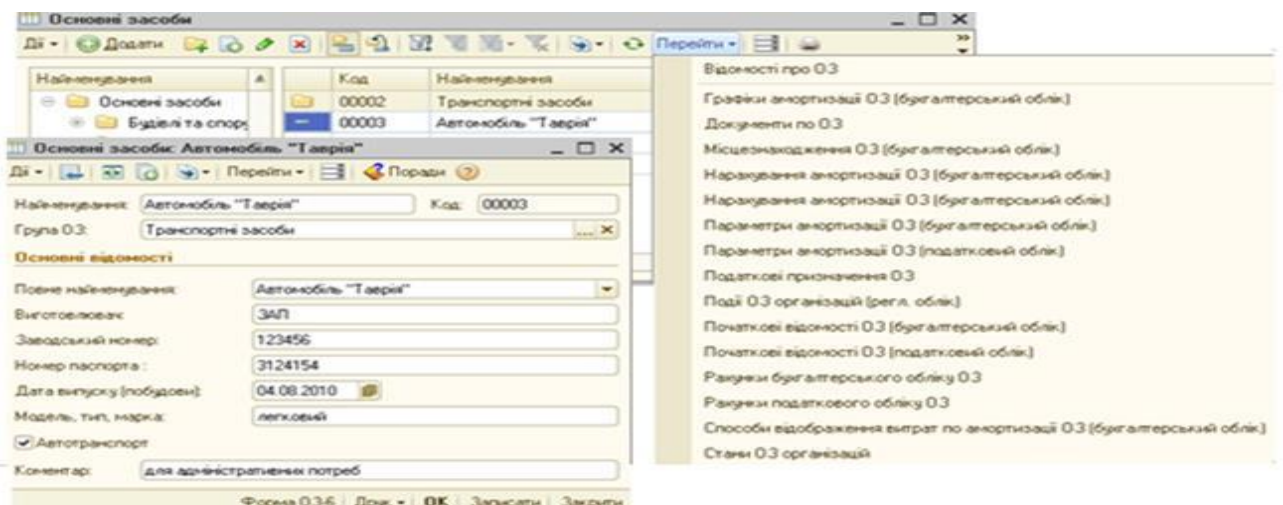 Основні засоби
Дії Додати Перейти
Найменування Код Найменування
Основні засоби 00002 Транспортні засоби
Будівлі та спору 00003 Автомобіль "Таврія"
Основні засоби: Автомобіль "Таврія"
Дії Перейти Поради
Найменування: Автомобіль "Таврія" Код: 00003
Група ОЗ: Транспортні засоби
Основні відомості
Повне найменування: Автомобіль "Таврія"
Виготовлювач: ЗАП
Заводський номер: 123456
Номер паспорта : 3124154
Дата випуску (побудови): 04.08.2010
Модель, тип, марка: легковий
Автотранспорт
Коментар: для адміністративних потреб
Форма ОЗ6 Друк OK Записати Закрити
Відомості про ОЗ
Графіки амортизації ОЗ (бухгалтерський облік)
Документи по ОЗ
Місцезнаходження ОЗ (бухгалтерський облік)
Нарахування амортизації ОЗ (бухгалтерський облік)
Нарахування амортизації ОЗ (бухгалтерський облік)
Параметри амортизації ОЗ (бухгалтерський облік)
Параметри амортизації ОЗ (податковий облік)
Податкові призначення ОЗ
Події ОЗ організацій (регл. облік)
Початкові відомості ОЗ (бухгалтерський облік)
Початкові відомості ОЗ (податковий облік)
Рахунки бухгалтерського обліку ОЗ
Рахунки податкового обліку ОЗ
Способи відображення витрат по амортизації ОЗ (бухгалтерський облік)
Стани ОЗ організацій